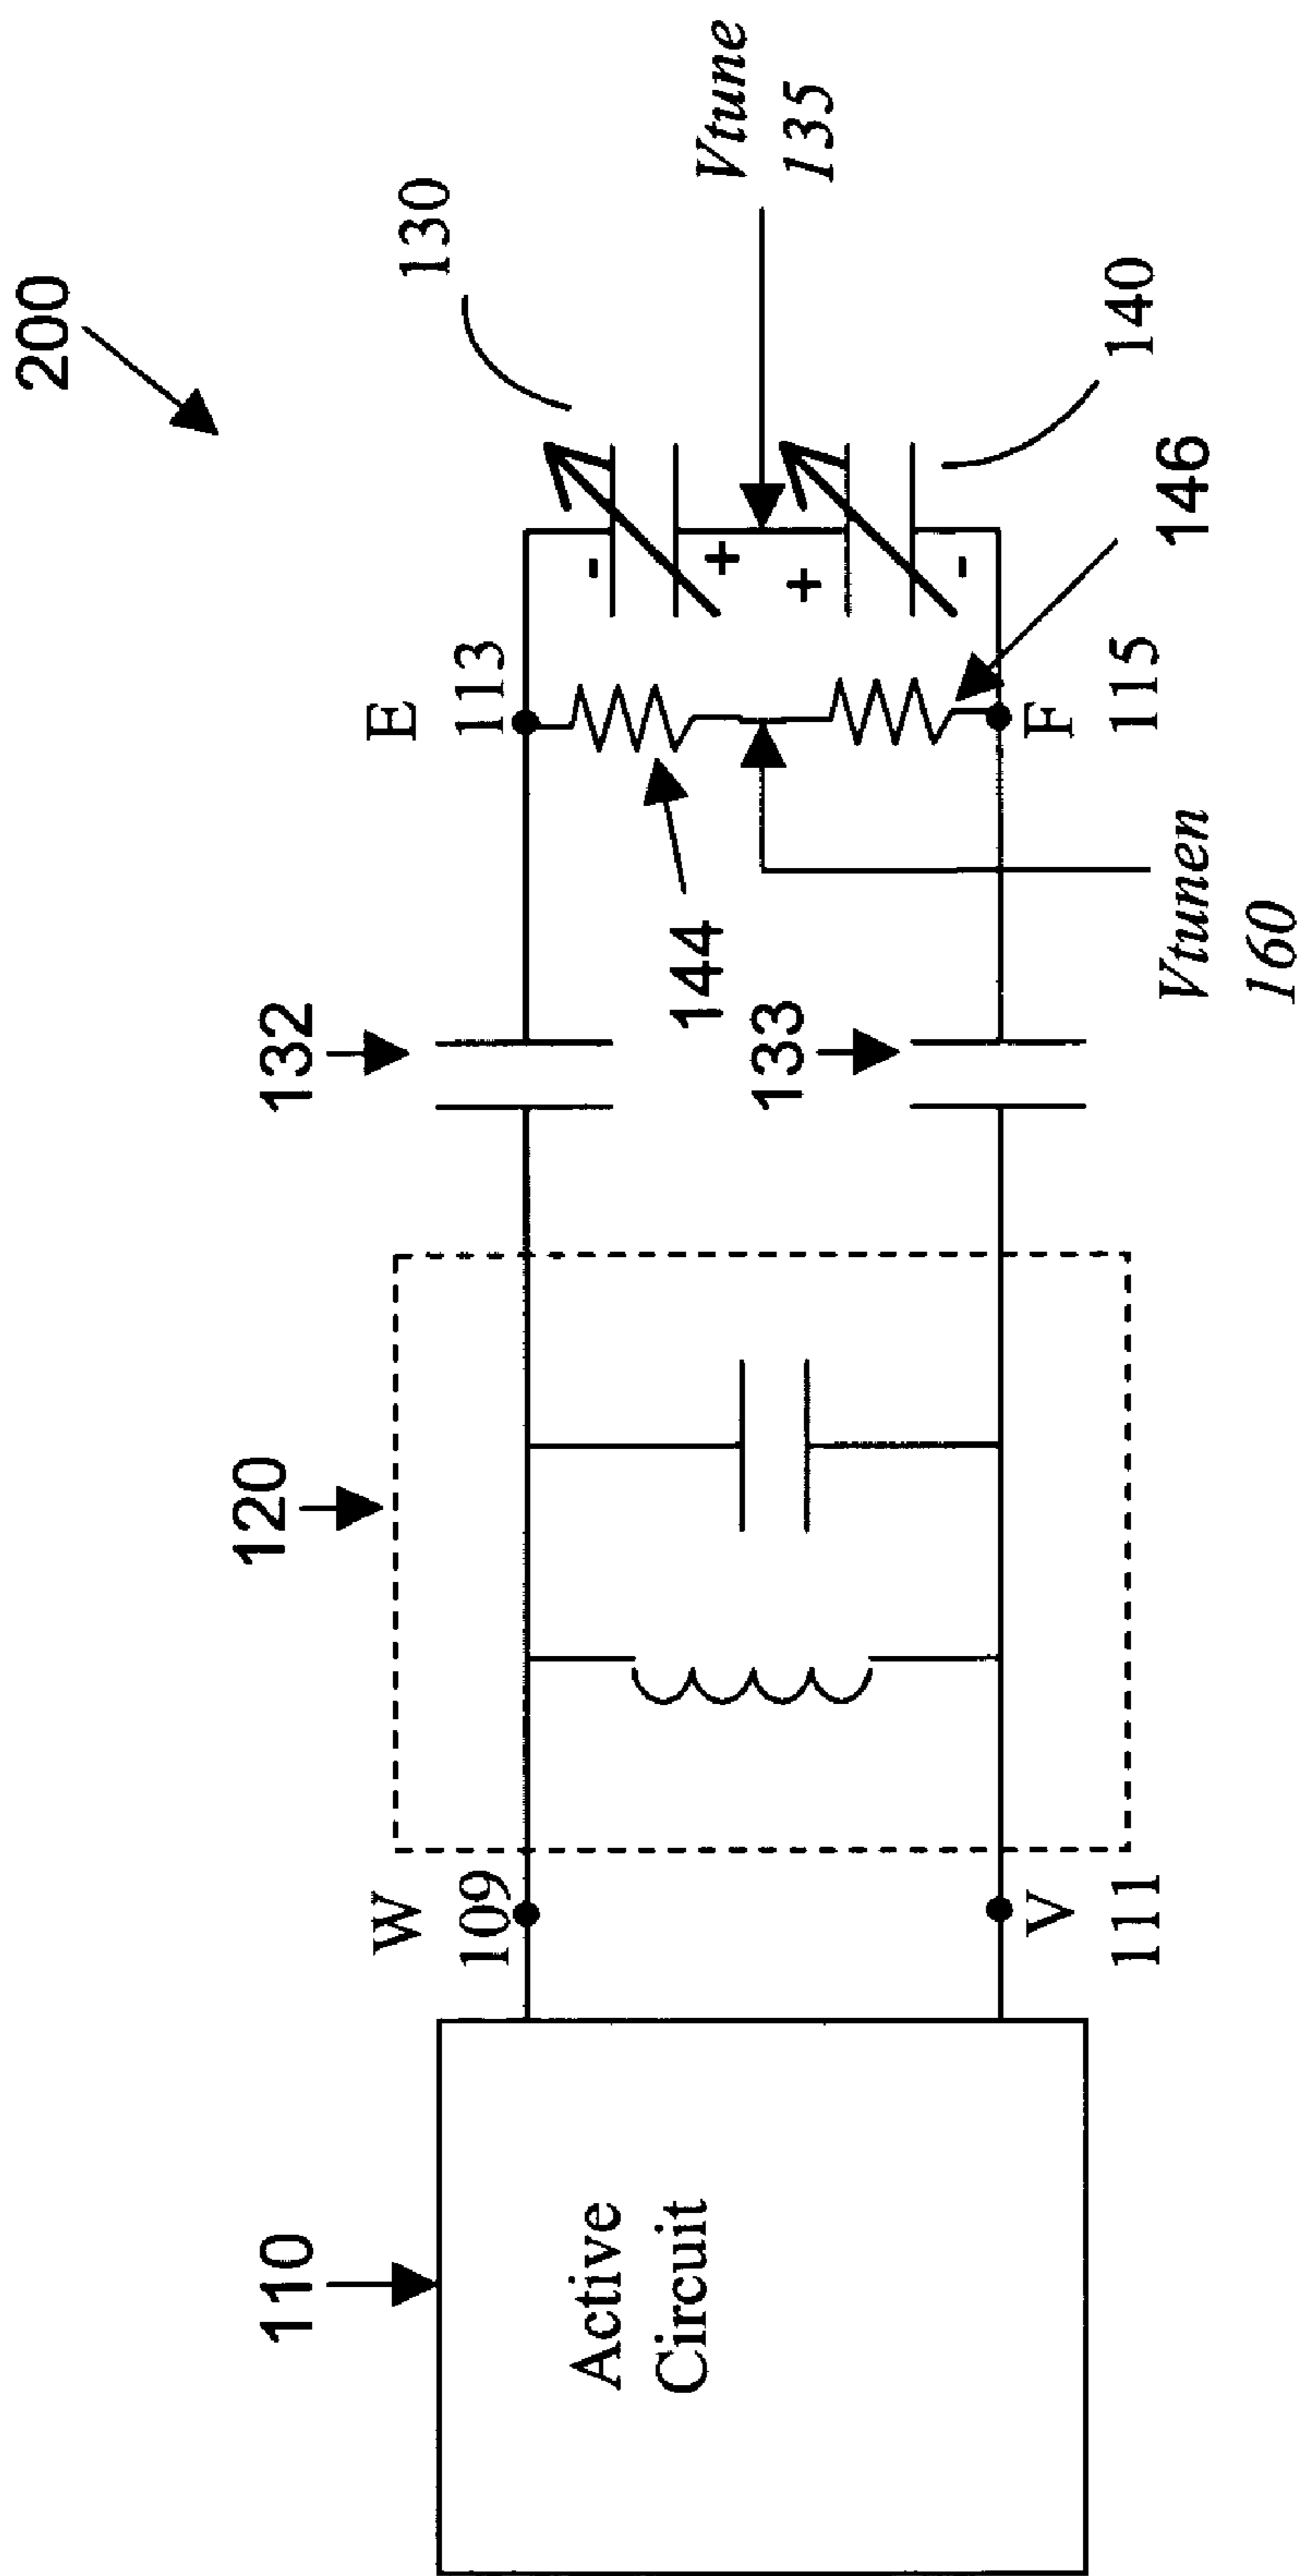 200
110
Active
Circuit
W
109
V
111
120
132
133
E
113
144
F
115
Vtunen
160
130
-
+
+
-
140
146
Vtune
135